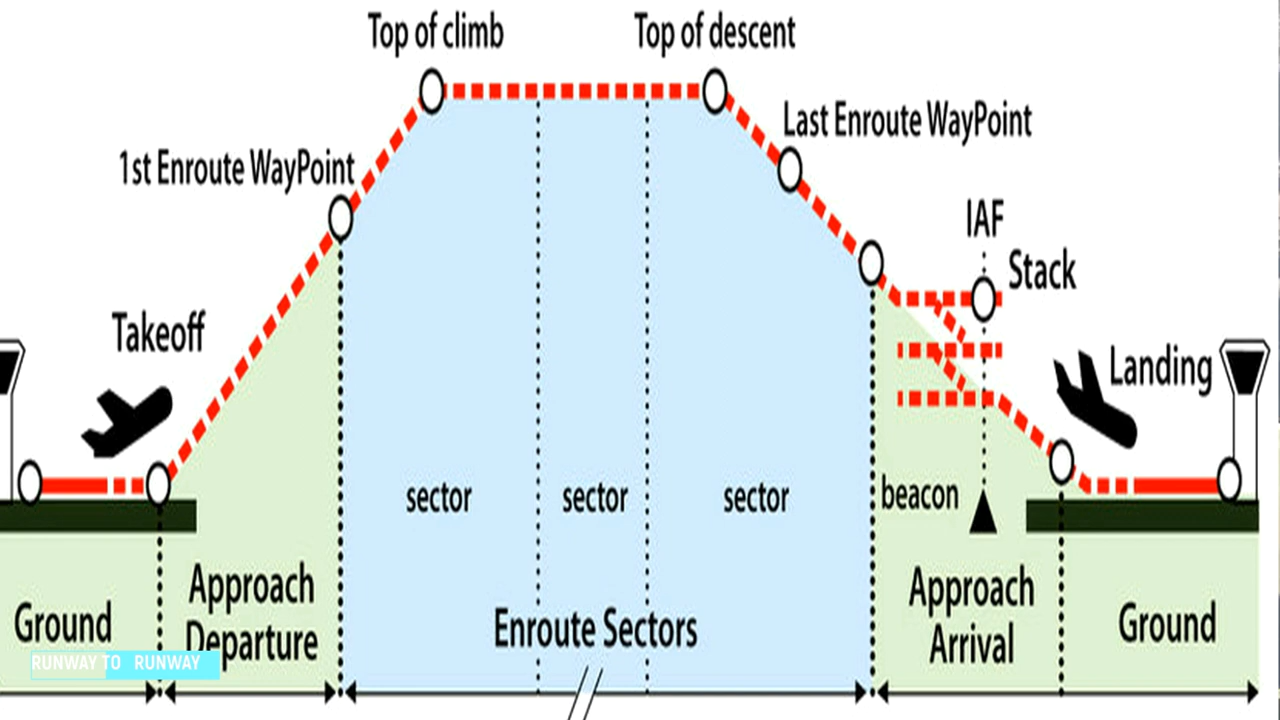 Top of climb
Top of descent
Last Enroute WayPoint
1st Enroute WayPoint
IAF
Stack
Takeoff
Landing
sector
sector
sector
beacon
Approach
Departure
Approach
Arrival
Ground
Enroute Sectors
Ground
RUNWAY TO RUNWAY